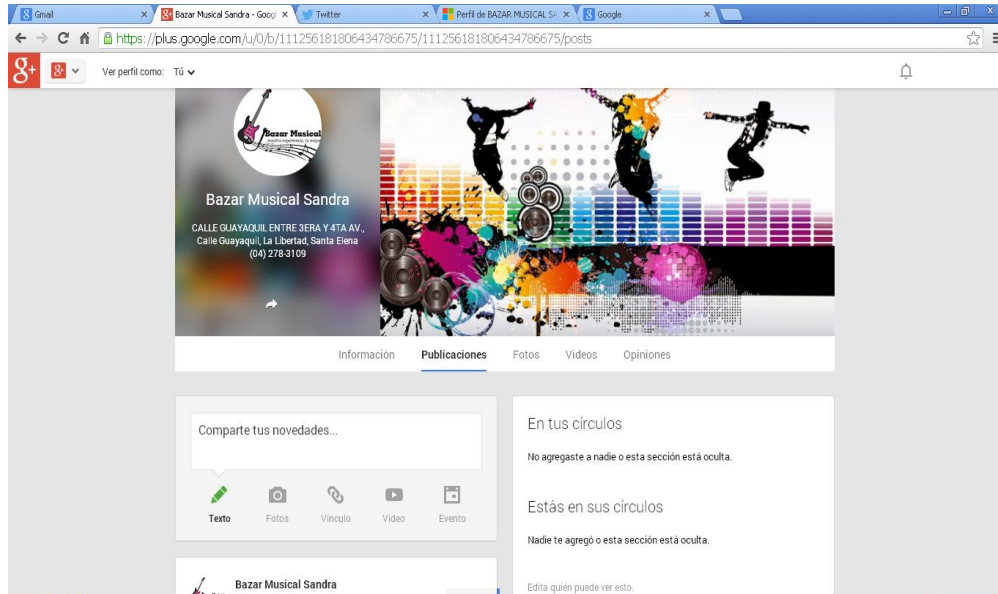 Gmail
Bazar Musical Sandra - Goog
Twitter
Perfil de BAZAR MUSICAL SA
Google
https://plus.google.com/u/0/b/111256181806434786675/111256181806434786675/posts
g+ g+ Ver perfil como: Tú
Bazar Musical
Bazar Musical Sandra
CALLE GUAYAQUIL ENTRE 3ERA Y 4TA AV.,
Calle Guayaquil, La Libertad, Santa Elena
(04) 278-3109
Información Publicaciones Fotos Videos Opiniones
Comparte tus novedades...
Texto Fotos Vínculo Video Evento
Bazar Musical Sandra
En tus círculos
No agregaste a nadie o esta sección está oculta.
Estás en sus círculos
Nadie te agregó o esta sección está oculta.
Edita quién puede ver esto.